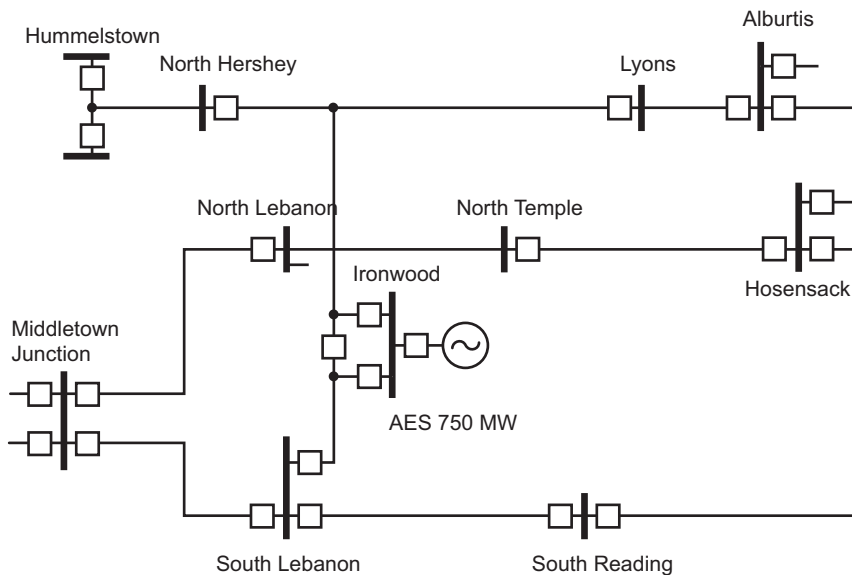 Alburtis
Hummelstown
North Hershey
Lyons
North Lebanon
North Temple
Ironwood
Hosensack
Middletown
Junction
AES 750 MW
South Lebanon
South Reading